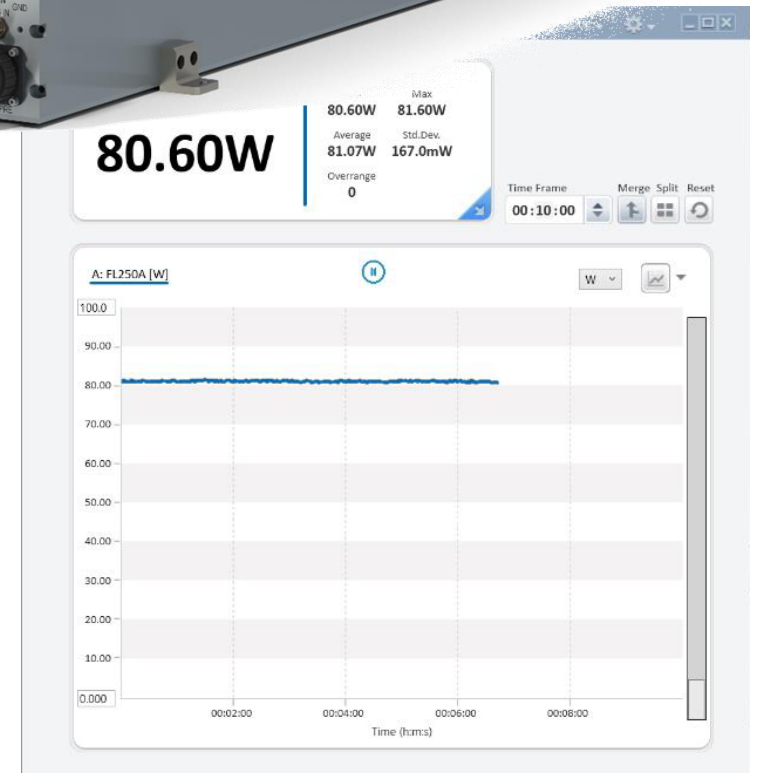 GND
IN
80.60W
Max
80.60W 81.60W
Average Std.Dev.
81.07W 167.0mW
Overrange
0
Time Frame Merge Split Reset
00:10:00
A: FL250A [W]
W
100.0
90.00
80.00
70.00
60.00
50.00
40.00
30.00
20.00
10.00
0.000
00:02:00 00:04:00 00:06:00 00:08:00
Time (h:m:s)